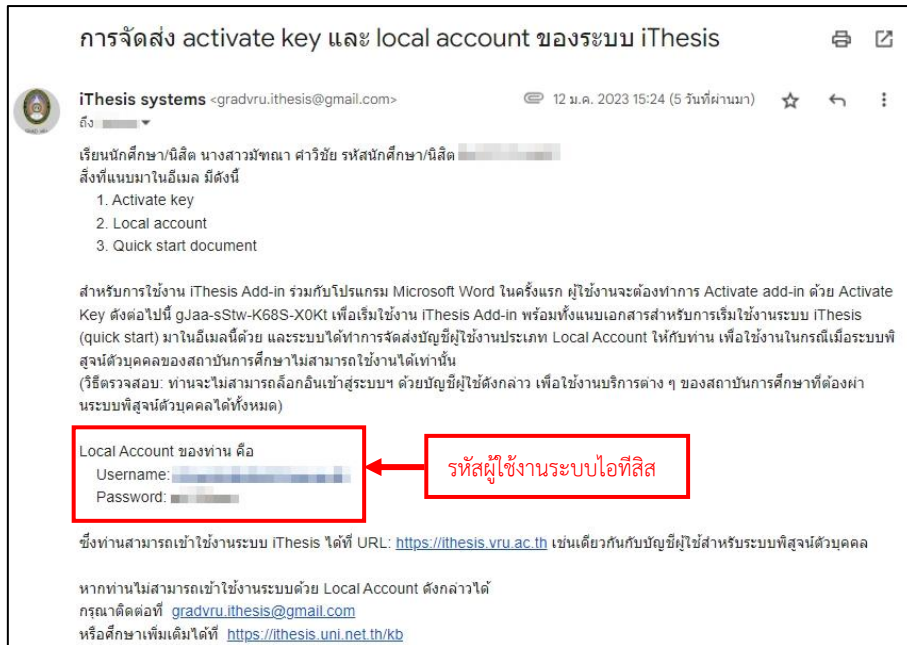 การจัดส่ง activate key และ local account ของระบบ iThesis
iThesis systems <gradvru.ithesis@gmail.com>
12 ม.ค. 2023 15:24 (5 วันที่ผ่านมา)
ถึง
เรียนนักศึกษา/นิสิต นางสาวมัฑณา คำวิชัย รหัสนักศึกษา/นิสิต
สิ่งที่แนบมาในอีเมล มีดังนี้
1. Activate key
2. Local account
3. Quick start document
สำหรับการใช้งาน iThesis Add-in ร่วมกับโปรแกรม Microsoft Word ในครั้งแรก ผู้ใช้งานจะต้องทำการ Activate add-in ด้วย Activate
Key ดังต่อไปนี้ gJaa-sStw-K68S-X0Kt เพื่อเริ่มใช้งาน iThesis Add-in พร้อมทั้งแนบเอกสารสำหรับการเริ่มใช้งานระบบ iThesis
(quick start) มาในอีเมลนี้ด้วย และระบบได้ทำการจัดส่งบัญชีผู้ใช้งานประเภท Local Account ให้กับท่าน เพื่อใช้งานในกรณีเมื่อระบบพิ
สูจน์ตัวบุคคลของสถาบันการศึกษาไม่สามารถใช้งานได้เท่านั้น
(วิธีตรวจสอบ: ท่านจะไม่สามารถล็อกอินเข้าสู่ระบบฯ ด้วยบัญชีผู้ใช้ดังกล่าว เพื่อใช้งานบริการต่าง ๆ ของสถาบันการศึกษาที่ต้องผ่า
นระบบพิสูจน์ตัวบุคคลได้ทั้งหมด)
Local Account ของท่าน คือ
Username:
Password:
รหัสผู้ใช้งานระบบไอทีสิส
ซึ่งท่านสามารถเข้าใช้งานระบบ iThesis ได้ที่ URL: https://ithesis.vru.ac.th เช่นเดียวกันกับบัญชีผู้ใช้สำหรับระบบพิสูจน์ตัวบุคคล
หากท่านไม่สามารถเข้าใช้งานระบบด้วย Local Account ดังกล่าวได้
กรุณาติดต่อที่ gradvru.ithesis@gmail.com
หรือศึกษาเพิ่มเติมได้ที่ https://ithesis.uni.net.th/kb